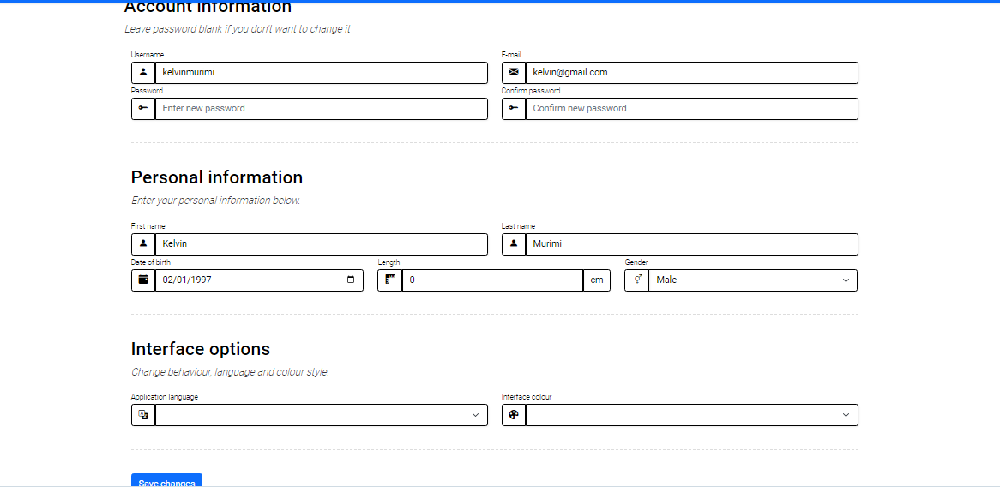 Account information
Leave password blank if you don't want to change it
Username
E-mail
kelvinmurimi
kelvin@gmail.com
Password
Confirm password
Enter new password
Confirm new password
Personal information
Enter your personal information below.
First name
Last name
Kelvin
Murimi
Date of birth
Length
Gender
02/01/1997
0
cm
Male
Interface options
Change behaviour, language and colour style.
Application language
Interface colour
Save changes